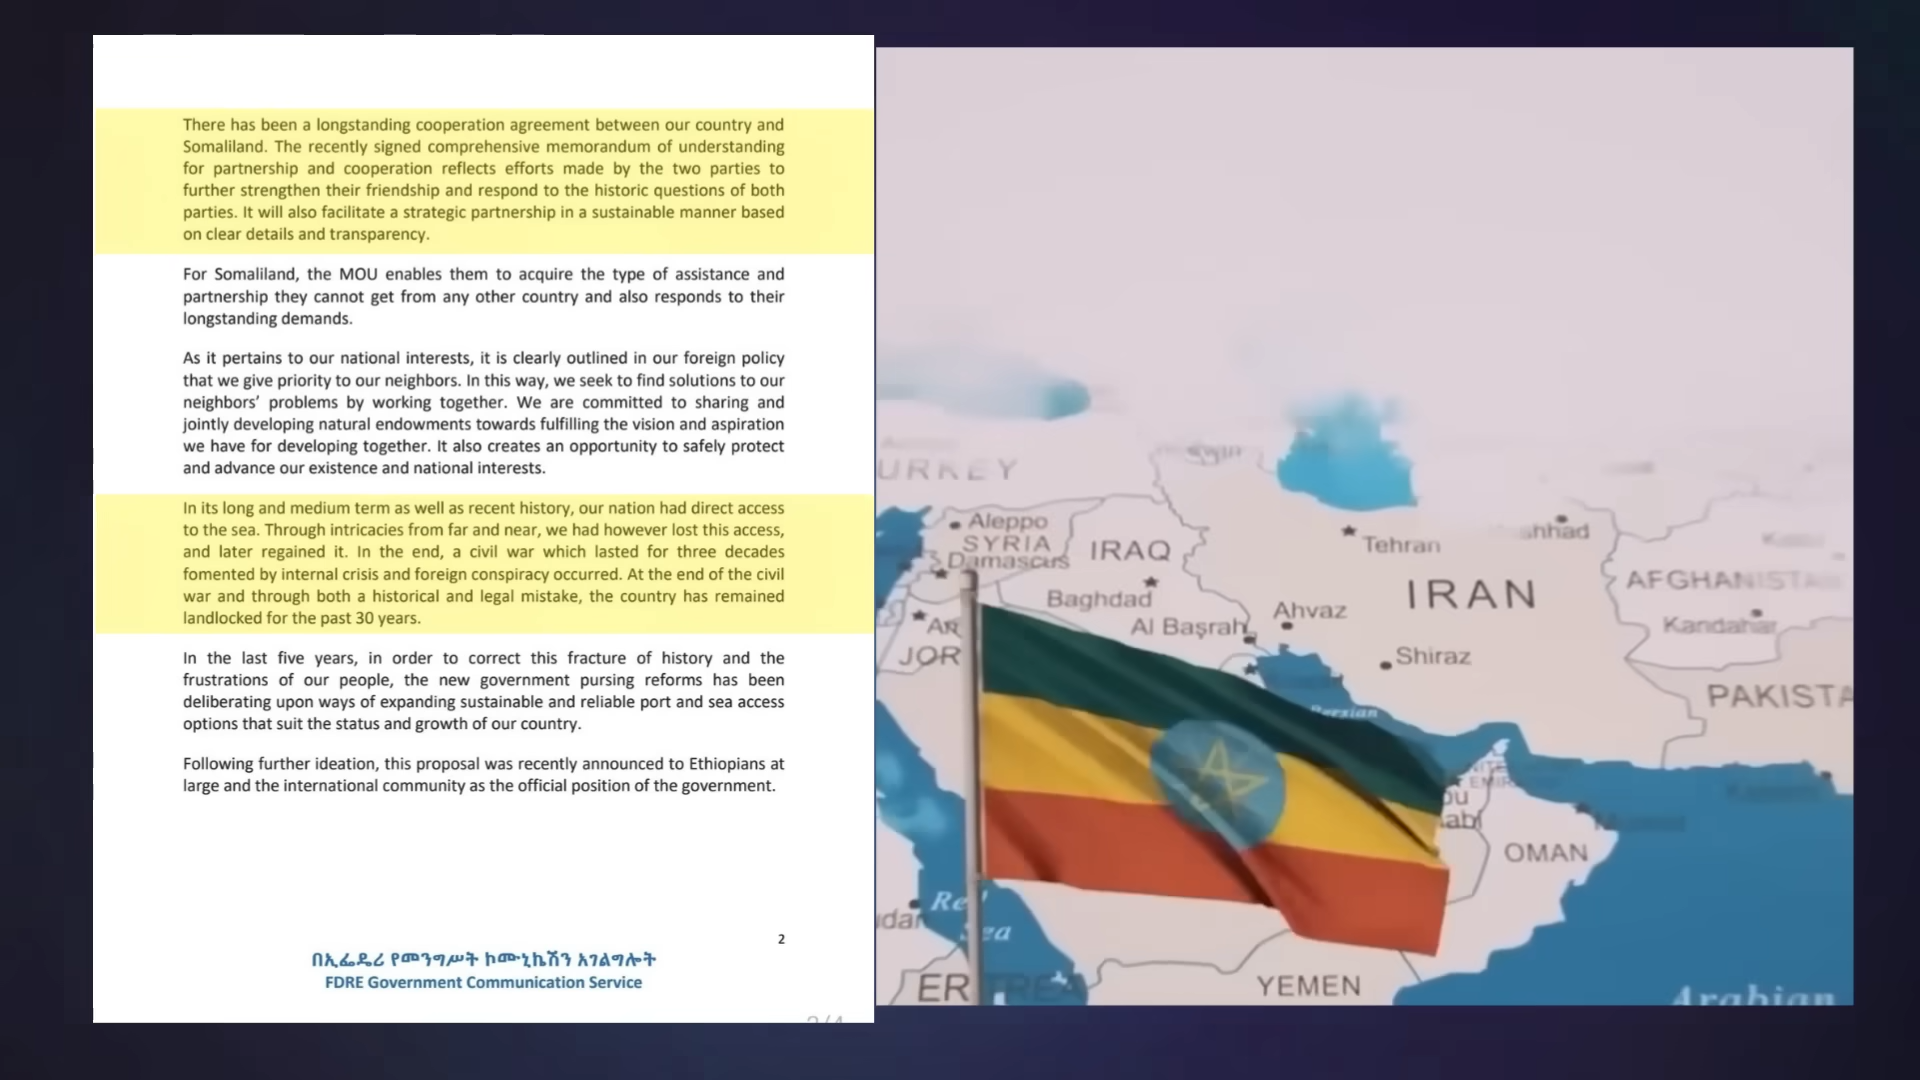 There has been a longstanding cooperation agreement between our country and
Somaliland. The recently signed comprehensive memorandum of understanding
for partnership and cooperation reflects efforts made by the two parties to
further strengthen their friendship and respond to the historic questions of both
parties. It will also facilitate a strategic partnership in a sustainable manner based
on clear details and transparency.
For Somaliland, the MOU enables them to acquire the type of assistance and
partnership they cannot get from any other country and also responds to their
longstanding demands.
As it pertains to our national interests, it is clearly outlined in our foreign policy
that we give priority to our neighbors. In this way, we seek to find solutions to our
neighbors’ problems by working together. We are committed to sharing and
jointly developing natural endowments towards fulfilling the vision and aspiration
we have for developing together. It also creates an opportunity to safely protect
and advance our existence and national interests.
In its long and medium term as well as recent history, our nation had direct access
to the sea. Through intricacies from far and near, we had however lost this access,
and later regained it. In the end, a civil war which lasted for three decades
fomented by internal crisis and foreign conspiracy occurred. At the end of the civil
war and through both a historical and legal mistake, the country has remained
landlocked for the past 30 years.
In the last five years, in order to correct this fracture of history and the
frustrations of our people, the new government pursing reforms has been
deliberating upon ways of expanding sustainable and reliable port and sea access
options that suit the status and growth of our country.
Following further ideation, this proposal was recently announced to Ethiopians at
large and the international community as the official position of the government.
2
በኢፌዴሪ የመንግሥት ኮሙኒኬሽን አገልግሎት
FDRE Government Communication Service
URKEY
Aleppo
SYRIA
Damascus
IRAQ
Baghdad
Al Başrah
Ahvaz
Tehran
shhad
IRAN
Shiraz
AFGHANISTA
Kandahar
PAKISTA
JOR
Persian
OMAN
Red
Sea
ERITREA
YEMEN
Arabian